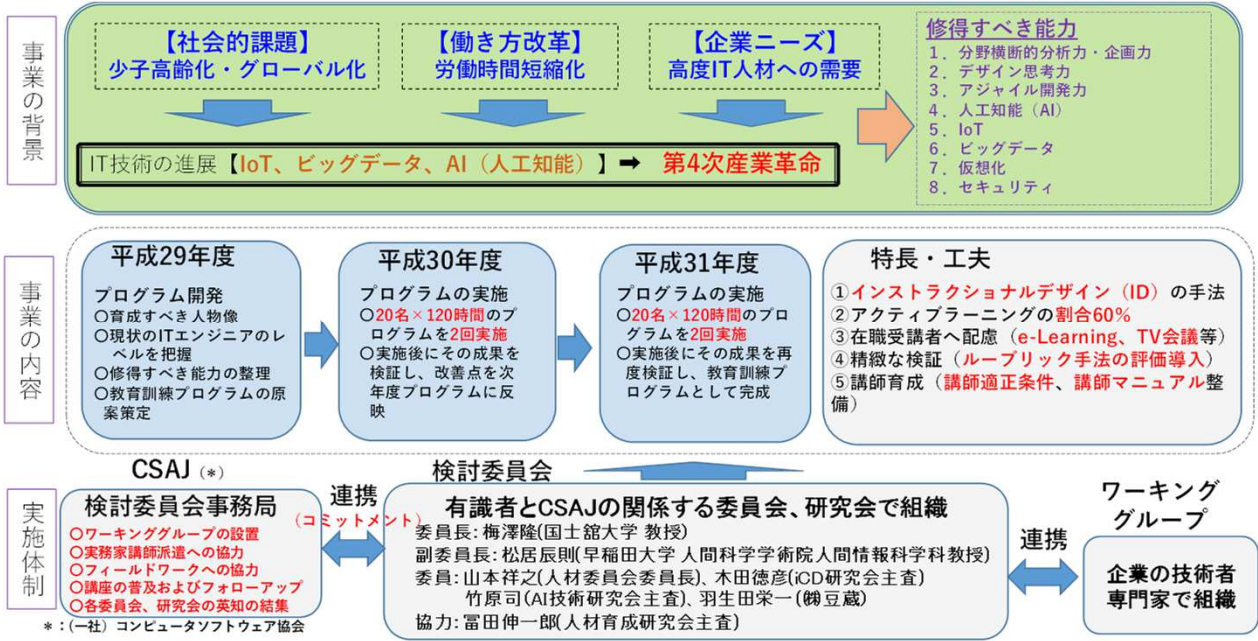 事業の背景
【社会的課題】
少子高齢化・グローバル化
【働き方改革】
労働時間短縮化
【企業ニーズ】
高度IT人材への需要
IT技術の進展【IoT、ビッグデータ、AI（人工知能）】➡ 第4次産業革命
修得すべき能力
1．分野横断的分析力・企画力
2．デザイン思考力
3．アジャイル開発力
4．人工知能（AI）
5．IoT
6．ビッグデータ
7．仮想化
8．セキュリティ
事業の内容
平成29年度
プログラム開発
○育成すべき人物像
○現状のITエンジニアのレ
ベルを把握
○修得すべき能力の整理
○教育訓練プログラムの原
案策定
平成30年度
プログラムの実施
○20名×120時間のプ
ログラムを2回実施
○実施後にその成果を
検証し、改善点を次
年度プログラムに反
映
平成31年度
プログラムの実施
○20名×120時間のプ
ログラムを2回実施
○実施後にその成果を再
度検証し、教育訓練プ
ログラムとして完成
特長・工夫
①インストラクショナルデザイン（ID）の手法
②アクティブラーニングの割合60%
③在職受講者へ配慮（e-Learning、TV会議等）
④精緻な検証（ルーブリック手法の評価導入）
⑤講師育成（講師適正条件、講師マニュアル整
備）
実施体制
CSAJ（*）
検討委員会事務局
○ワーキンググループの設置
○実務家講師派遣への協力
○フィールドワークへの協力
○講座の普及およびフォローアップ
○各委員会、研究会の英知の結集
*：(一社）コンピュータソフトウェア協会
連携
（コミットメント）
検討委員会
有識者とCSAJの関係する委員会、研究会で組織
委員長：梅澤隆(国士舘大学 教授)
副委員長：松居辰則(早稲田大学 人間科学学術院人間情報科学科教授)
委員：山本祥之(人材委員会委員長)、木田徳彦(iCD研究会主査)
竹原司(AI技術研究会主査)、羽生田栄一(㈱豆蔵)
協力：冨田伸一郎(人材育成研究会主査)
連携
ワーキング
グループ
企業の技術者
専門家で組織